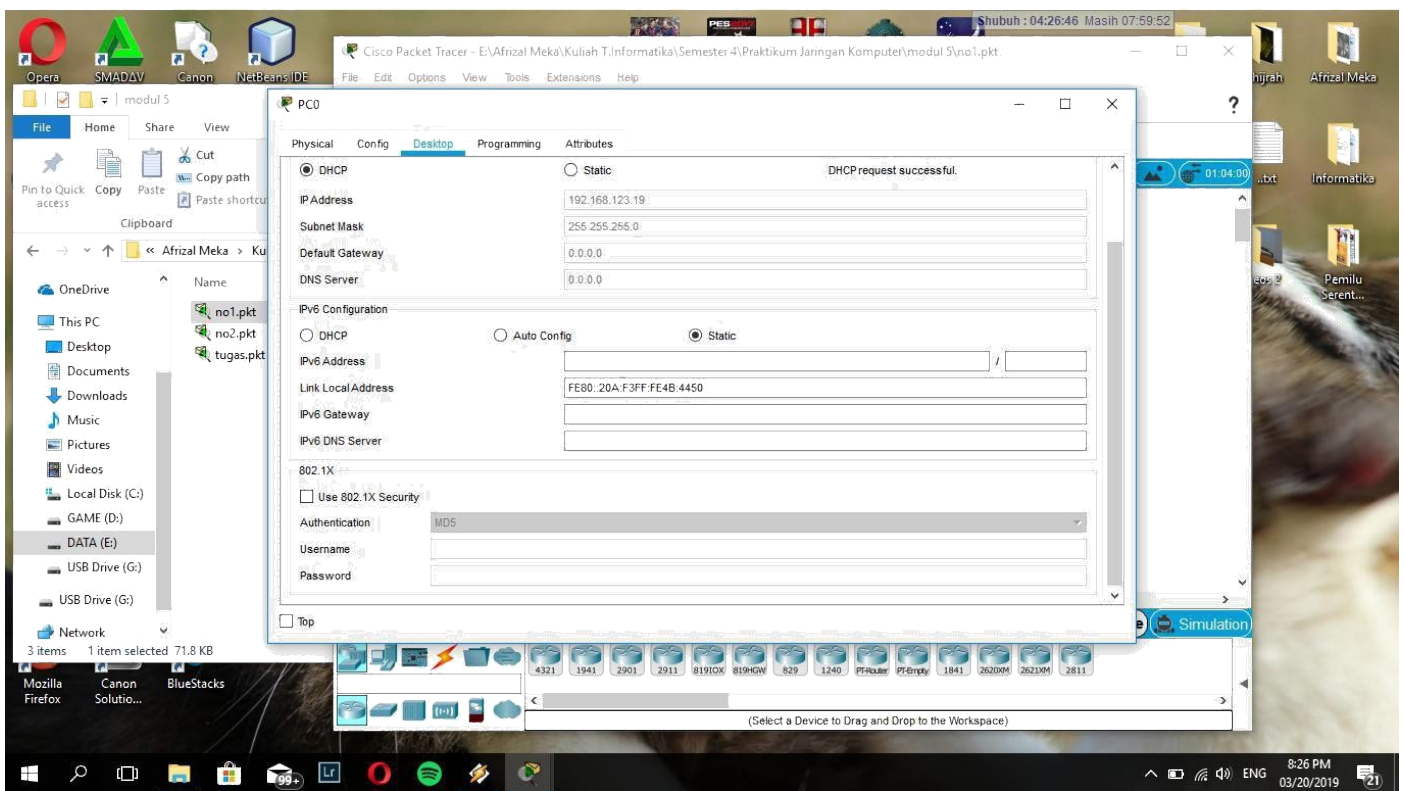 Shubuh : 04:26:46 Masih 07:59:52
Opera
SMADAV
Canon
NetBeans IDE
hijrah
Afrizal Meka
Cisco Packet Tracer - E:\Afrizal Meka\Kuliah T.Informatika\Semester 4\Praktikum Jaringan Komputer\modul 5\no1.pkt
File Edit Options View Tools Extensions Help
modul 5
File Home Share View
Pin to Quick access
Copy
Paste
Cut
Copy path
Paste shortcu
Clipboard
« Afrizal Meka > Ku
Name
OneDrive
This PC
Desktop
Documents
Downloads
Music
Pictures
Videos
Local Disk (C:)
GAME (D:)
DATA (E:)
USB Drive (G:)
USB Drive (G:)
Network
no1.pkt
no2.pkt
tugas.pkt
3 items 1 item selected 71.8 KB
PC0
?
Physical Config Desktop Programming Attributes
DHCP Static DHCP request successful.
IP Address 192.168.123.19
Subnet Mask 255.255.255.0
Default Gateway 0.0.0.0
DNS Server 0.0.0.0
IPv6 Configuration
DHCP Auto Config Static
IPv6 Address /
Link Local Address FE80::20A:F3FF:FE4B:4450
IPv6 Gateway
IPv6 DNS Server
802.1X
Use 802.1X Security
Authentication MD5
Username
Password
Top
01:04:00
..txt
Informatika
eos 2
Pemilu
Serent...
e Simulation
4321 1941 2901 2911 819IOX 819HGW 829 1240 PT-Router PT-Empty 1841 2620XM 2621XM 2811
(Select a Device to Drag and Drop to the Workspace)
Mozilla
Firefox
Canon
Solutio...
BlueStacks
99+
Lr
ENG
8:26 PM
03/20/2019
21